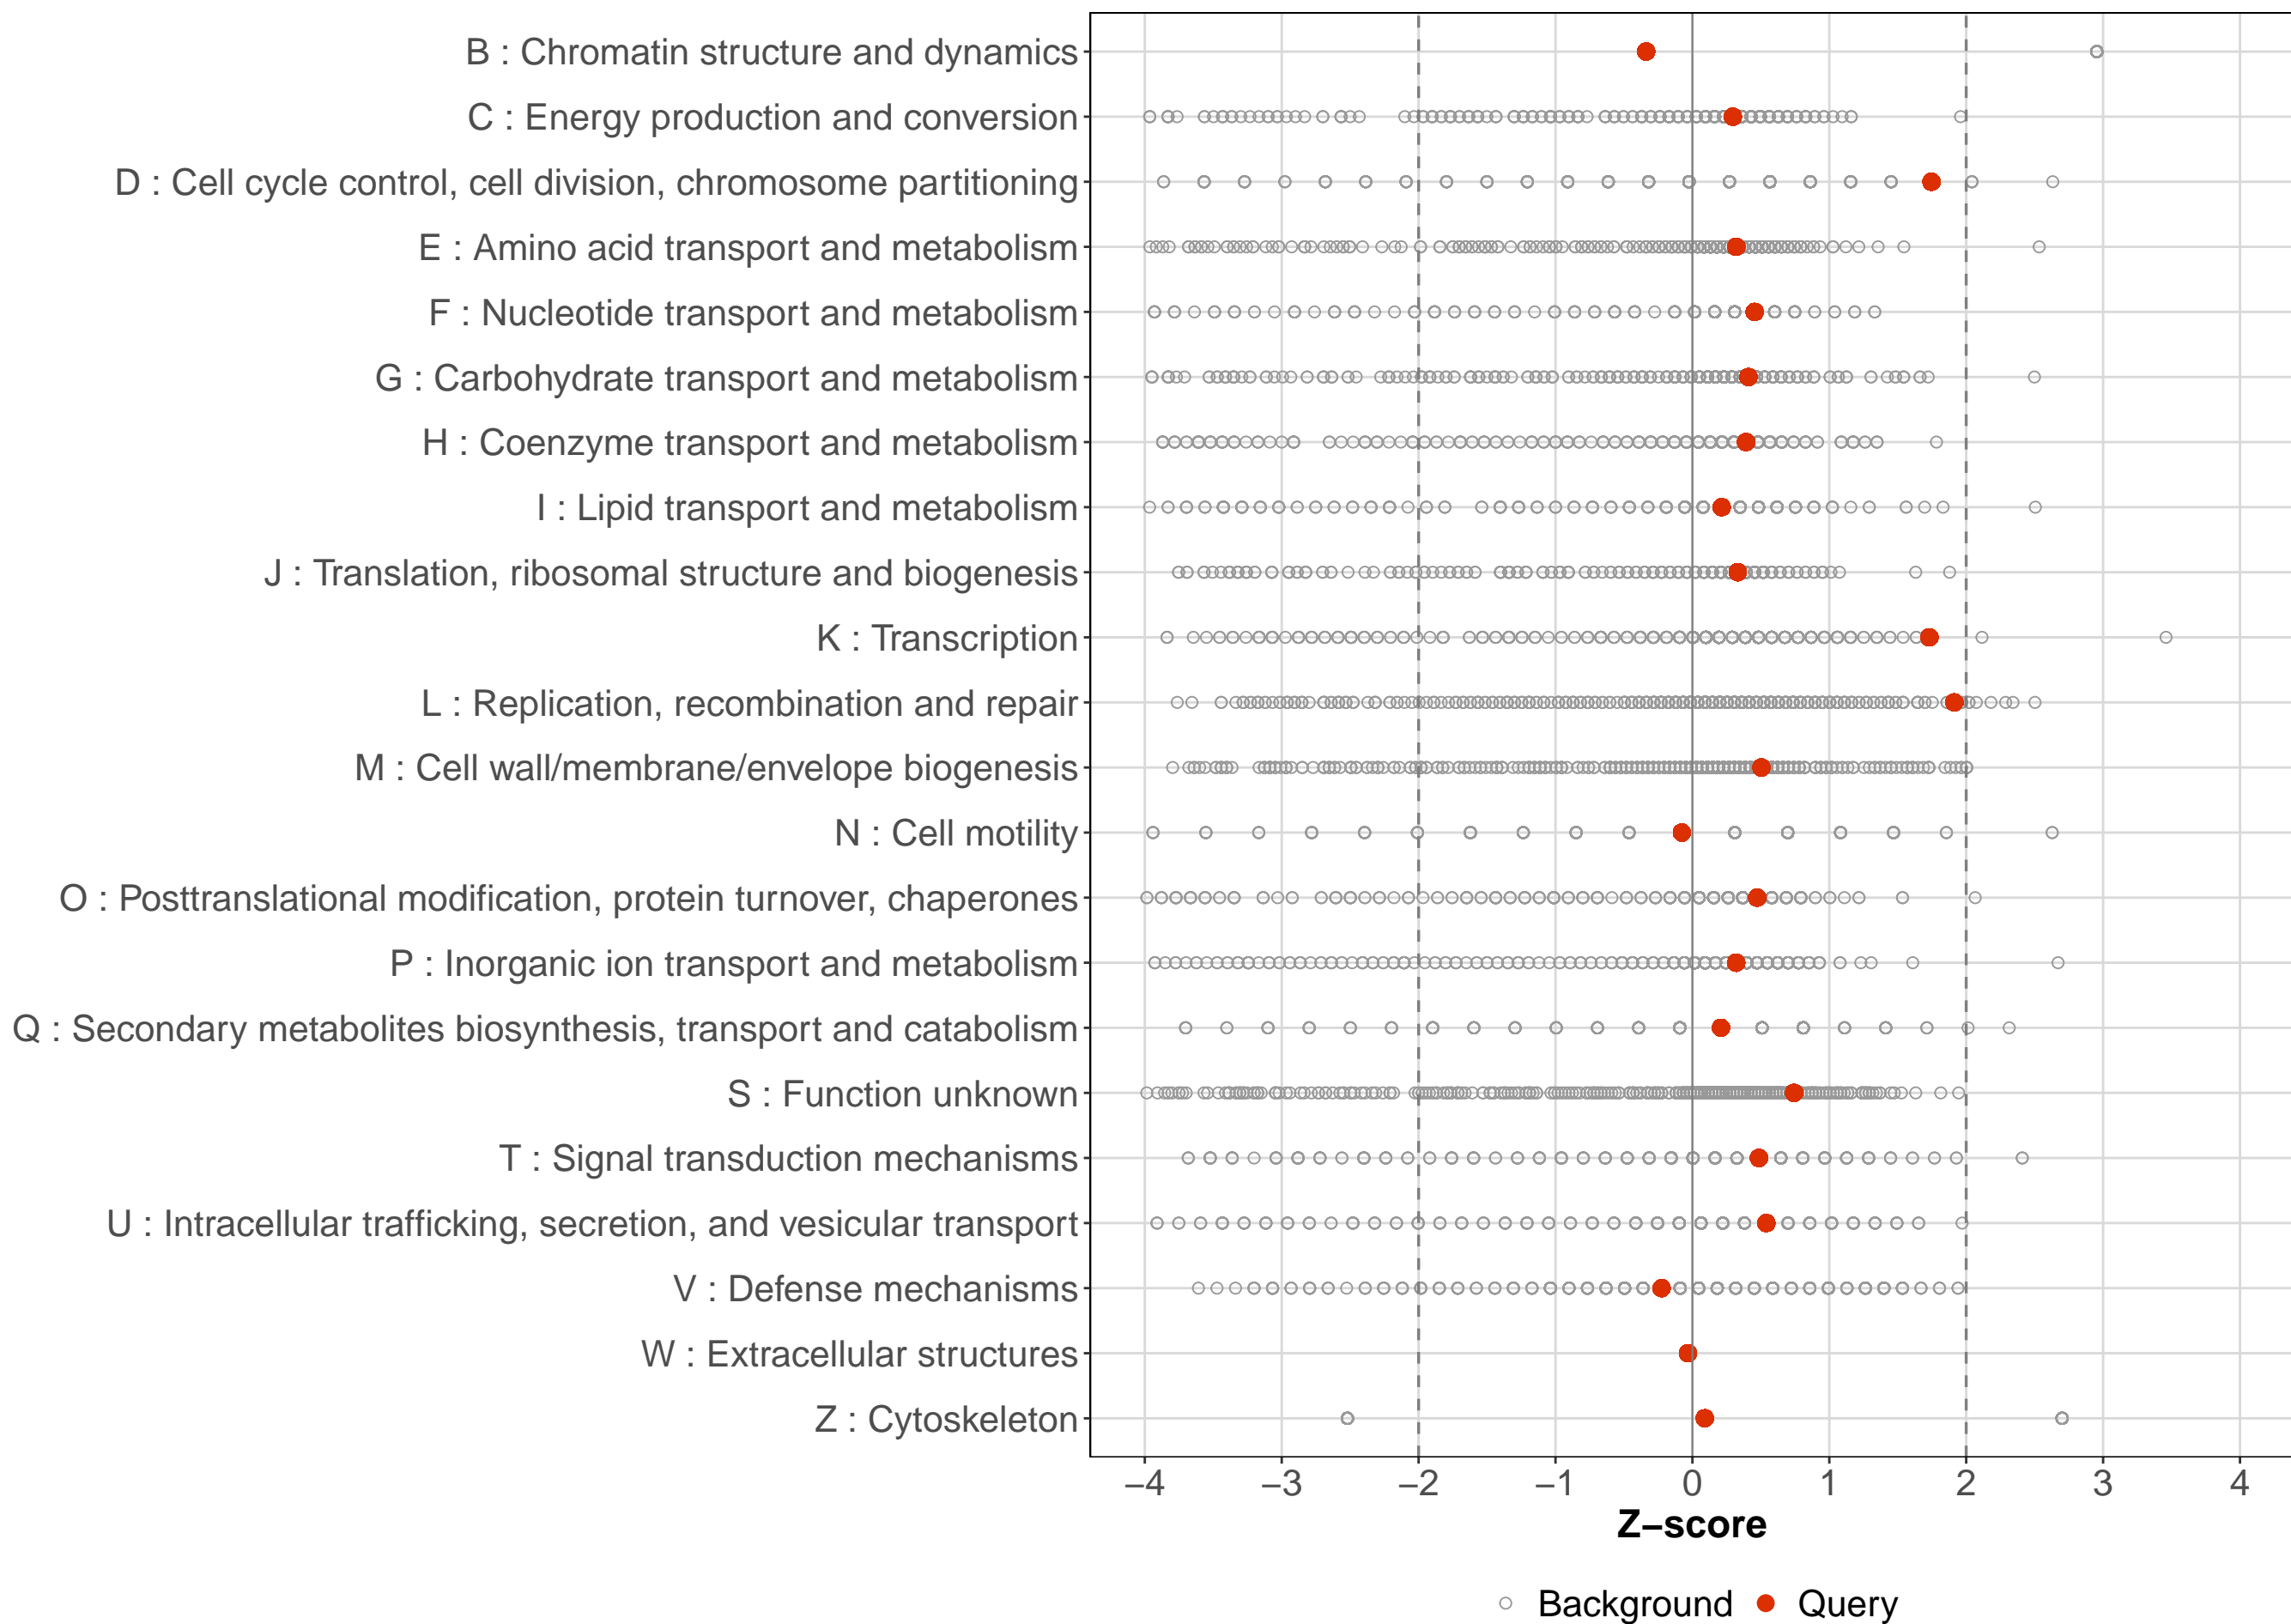 B : Chromatin structure and dynamics
C : Energy production and conversion
D : Cell cycle control, cell division, chromosome partitioning
E : Amino acid transport and metabolism
F : Nucleotide transport and metabolism
G : Carbohydrate transport and metabolism
H : Coenzyme transport and metabolism
I : Lipid transport and metabolism
J : Translation, ribosomal structure and biogenesis
K : Transcription
L : Replication, recombination and repair
M : Cell wall/membrane/envelope biogenesis
N : Cell motility
O : Posttranslational modification, protein turnover, chaperones
P : Inorganic ion transport and metabolism
Q : Secondary metabolites biosynthesis, transport and catabolism
S : Function unknown
T : Signal transduction mechanisms
U : Intracellular trafficking, secretion, and vesicular transport
V : Defense mechanisms
W : Extracellular structures
Z : Cytoskeleton
−4 −3 −2 −1 0 1 2 3 4
Z−score
Background Query